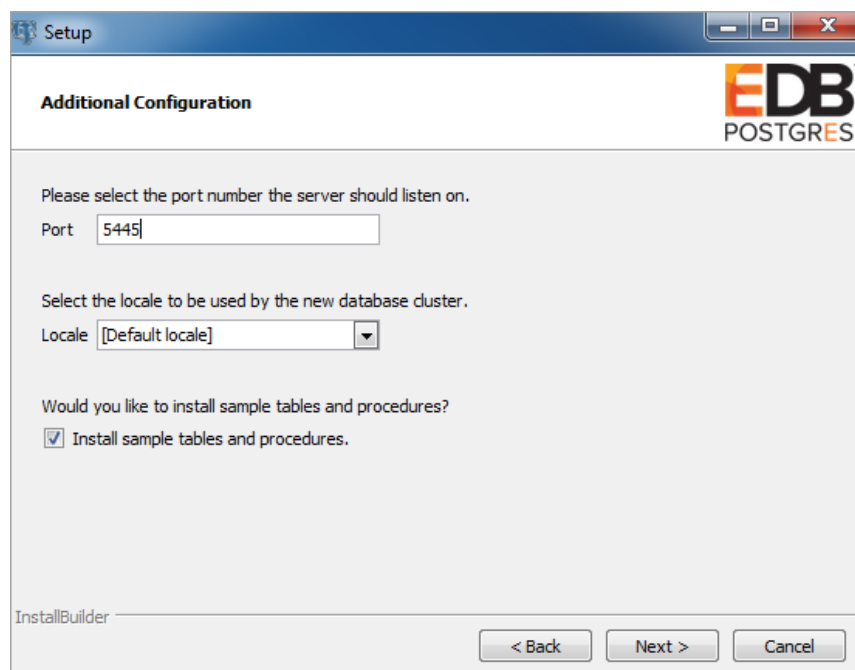 Setup
Additional Configuration
EDB
POSTGRES
Please select the port number the server should listen on.
Port 5445
Select the locale to be used by the new database cluster.
Locale [Default locale]
Would you like to install sample tables and procedures?
Install sample tables and procedures.
InstallBuilder
< Back Next > Cancel